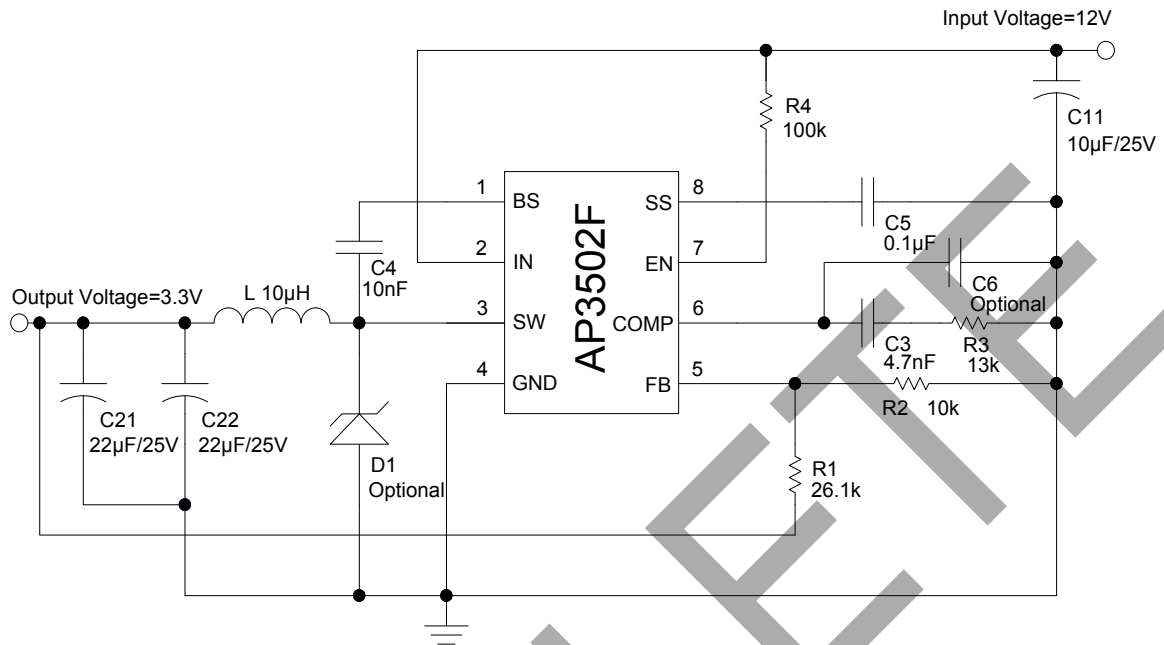 Input Voltage=12V
R4
100k
C11
10µF/25V
1
BS
2
IN
3
SW
4
GND
AP3502F
8
SS
7
EN
6
COMP
5
FB
C5
0.1µF
C6
Optional
C3
4.7nF
R3
13k
R2 10k
R1
26.1k
C4
10nF
Output Voltage=3.3V
L 10µH
C21
22µF/25V
C22
22µF/25V
D1
Optional
ETE